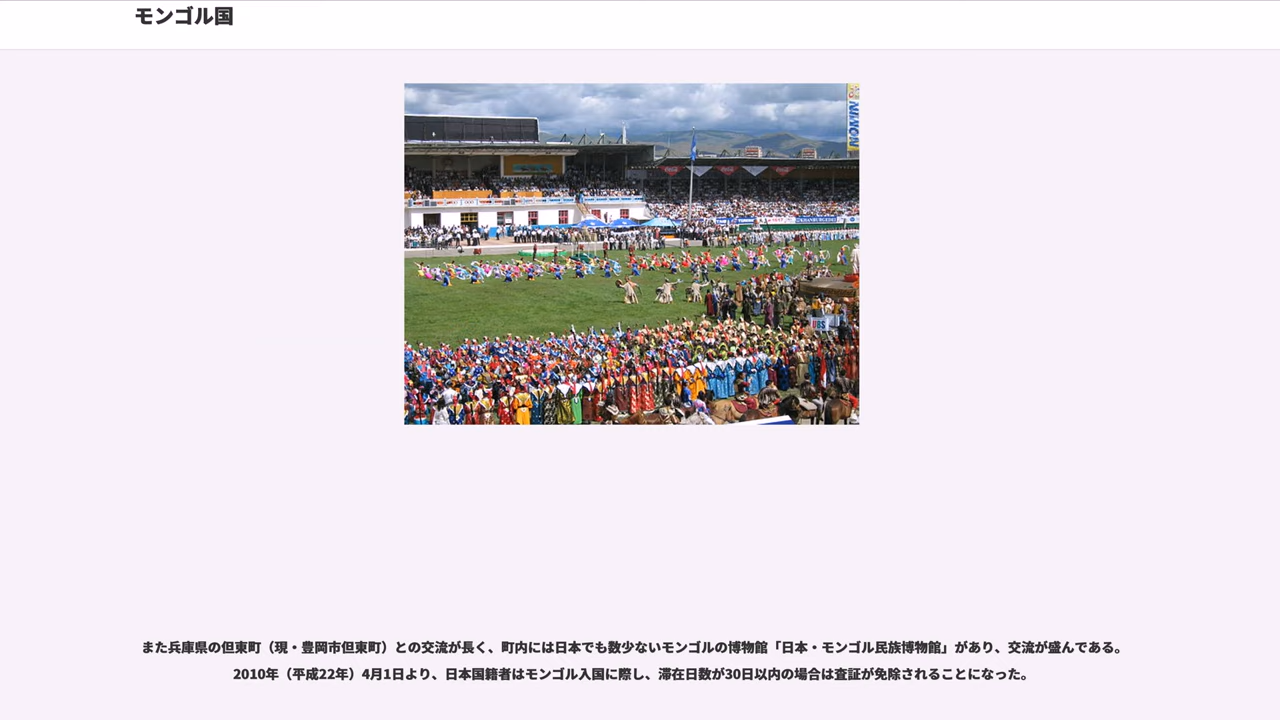 モンゴル国
NOMIN
UBS
また兵庫県の但東町（現・豊岡市但東町）との交流が長く、町内には日本でも数少ないモンゴルの博物館「日本・モンゴル民族博物館」があり、交流が盛んである。
2010年（平成22年）4月1日より、日本国籍者はモンゴル入国に際し、滞在日数が30日以内の場合は査証が免除されることになった。